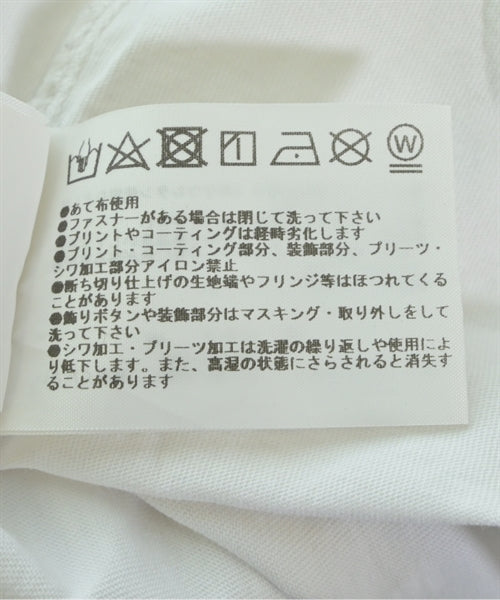 W
●あて布使用
●ファスナーがある場合は閉じて洗って下さい
●プリントやコーティングは経時劣化します
●プリント・コーティング部分、装飾部分、プリーツ・
シワ加工部分アイロン禁止
●断ち切り仕上げの生地端やフリンジ等はほつれてくる
ことがあります
●飾りボタンや装飾部分はマスキング・取り外しをして
洗って下さい
●シワ加工・プリーツ加工は洗濯の繰り返しや使用によ
り低下します。また、高湿の状態にさらされると消失す
ることがあります